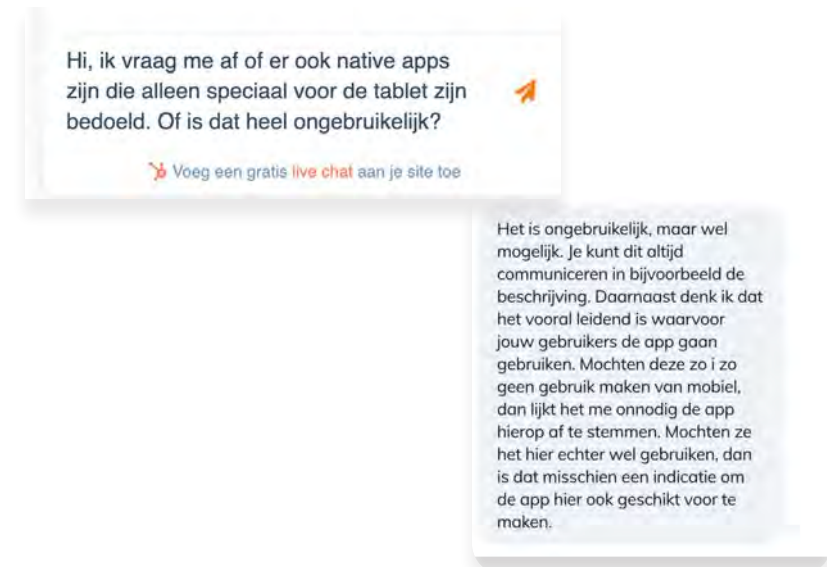 Hi, ik vraag me af of er ook native apps
zijn die alleen speciaal voor de tablet zijn
bedoeld. Of is dat heel ongebruikelijk?
Voeg een gratis live chat aan je site toe
Het is ongebruikelijk, maar wel
mogelijk. Je kunt dit altijd
communiceren in bijvoorbeeld de
beschrijving. Daarnaast denk ik dat
het vooral leidend is waarvoor
jouw gebruikers de app gaan
gebruiken. Mochten deze zo i zo
geen gebruik maken van mobiel,
dan lijkt het me onnodig de app
hierop af te stemmen. Mochten ze
het hier echter wel gebruiken, dan
is dat misschien een indicatie om
de app hier ook geschikt voor te
maken.